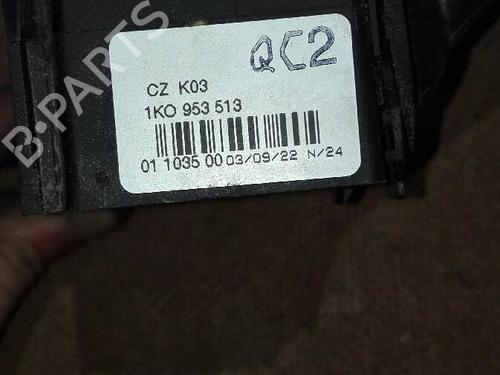 QC2
CZ K03
1KO 953 513
01 1035 00 03/09/22 N/24
B-PARTS